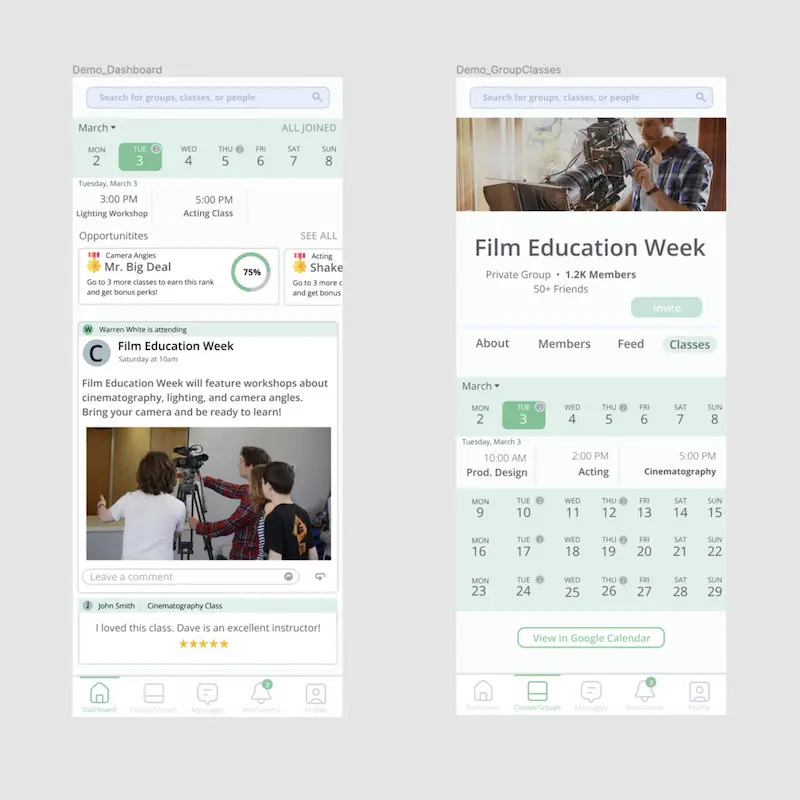 Demo_Dashboard
Search for groups, classes, or people
March
ALL JOINED
MON TUE THU WED FRI SAT SUN
2 3 4 5 6 7 8
Tuesday, March 3
3:00 PM 5:00 PM
Lighting Workshop Acting Class
Opportunitites SEE ALL
Camera Angles
Mr. Big Deal
Go to 3 more classes to earn this rank
and get bonus perks!
75%
Acting
Shake
Go to 3 more c
and get bonus
W Warren White is attending
C Film Education Week
Saturday at 10am
Film Education Week will feature workshops about
cinematography, lighting, and camera angles.
Bring your camera and be ready to learn!
Leave a comment
J John Smith Cinematography Class
I loved this class. Dave is an excellent instructor!
Dashboard Classes/Groups Messages Notifications Profile
Demo_GroupClasses
Search for groups, classes, or people
Film Education Week
Private Group • 1.2K Members
50+ Friends
Invite
About Members Feed Classes
March
MON TUE WED THU FRI SAT SUN
2 3 4 5 6 7 8
Tuesday, March 3
10:00 AM 2:00 PM 5:00 PM
Prod. Design Acting Cinematography
MON TUE WED THU FRI SAT SUN
9 10 11 12 13 14 15
MON TUE WED THU FRI SAT SUN
16 17 18 19 20 21 22
MON TUE WED THU FRI SAT SUN
23 24 25 26 27 28 29
View in Google Calendar
Dashboard Classes/Groups Messages Notifications Profile